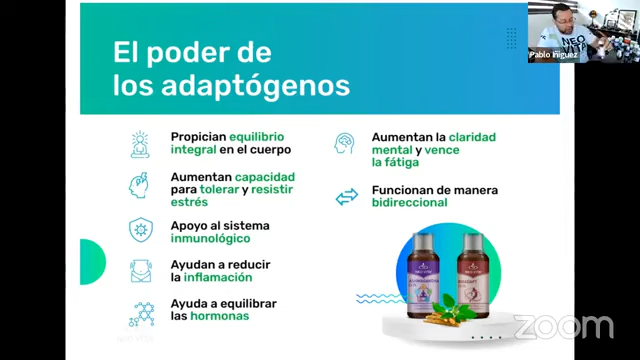 El poder de
los adaptógenos
Propician equilibrio
integral en el cuerpo
Aumentan capacidad
para tolerar y resistir
estrés
Apoyo al sistema
inmunológico
Ayudan a reducir
la inflamación
Ayuda a equilibrar
las hormonas
Aumentan la claridad
mental y vence
la fátiga
Funcionan de manera
bidireccional
NEO
VITA
Pablo Iñiguez
zoom